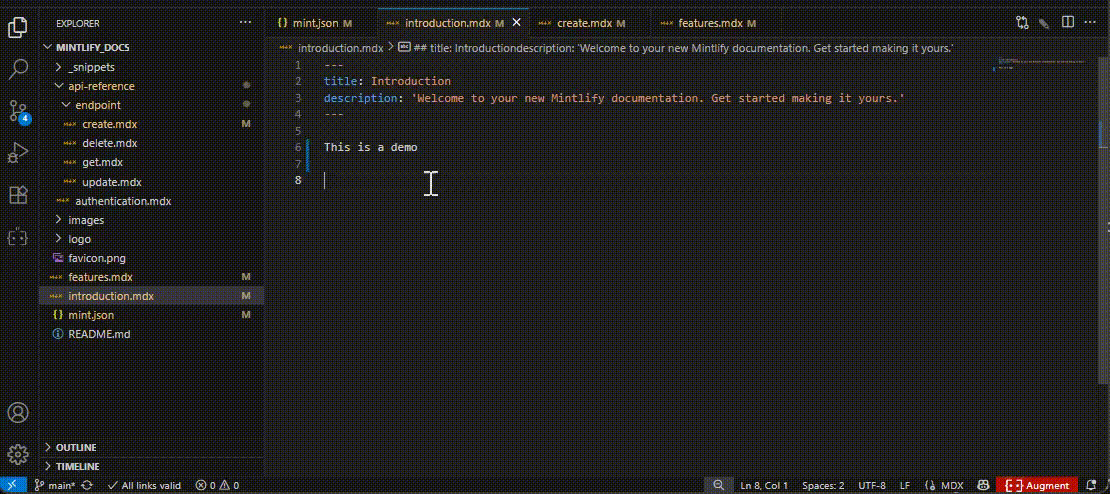 EXPLORER
MINTLIFY_DOCS
_snippets
api-reference
endpoint
create.mdx M
delete.mdx
get.mdx
update.mdx
authentication.mdx
images
logo
favicon.png
features.mdx M
introduction.mdx M
mint.json M
README.md
OUTLINE
TIMELINE
4
mint.json M
introduction.mdx M
create.mdx M
features.mdx M
introduction.mdx > abc ## title: Introductiondescription: 'Welcome to your new Mintlify documentation. Get started making it yours.'
1 ---
2 title: Introduction
3 description: 'Welcome to your new Mintlify documentation. Get started making it yours.'
4 ---
5
6 This is a demo
7
8
main* All links valid 0 0 Ln 8, Col 1 Spaces: 2 UTF-8 LF MDX Augment